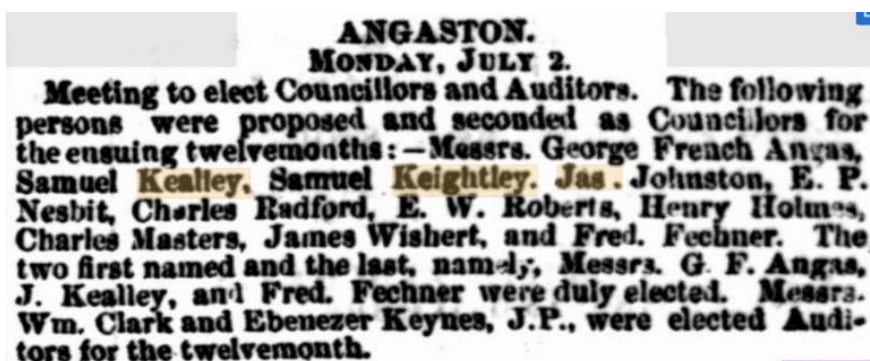 ANGASTON.
MONDAY, JULY 2.
Meeting to elect Councillors and Auditors. The following
persons were proposed and seconded as Councillors for
the ensuing twelvemonths:—Messrs. George French Angas,
Samuel Kealley, Samuel Keightley. Jas. Johnston, E. P.
Nesbit, Charles Radford, E. W. Roberts, Henry Holmes,
Charles Masters, James Wishert, and Fred. Fechner. The
two first named and the last, namely, Messrs. G. F. Angas,
J. Kealley, and Fred. Fechner were duly elected. Messrs.
Wm. Clark and Ebenezer Keynes, J.P., were elected Audi-
tors for the twelvemonth.